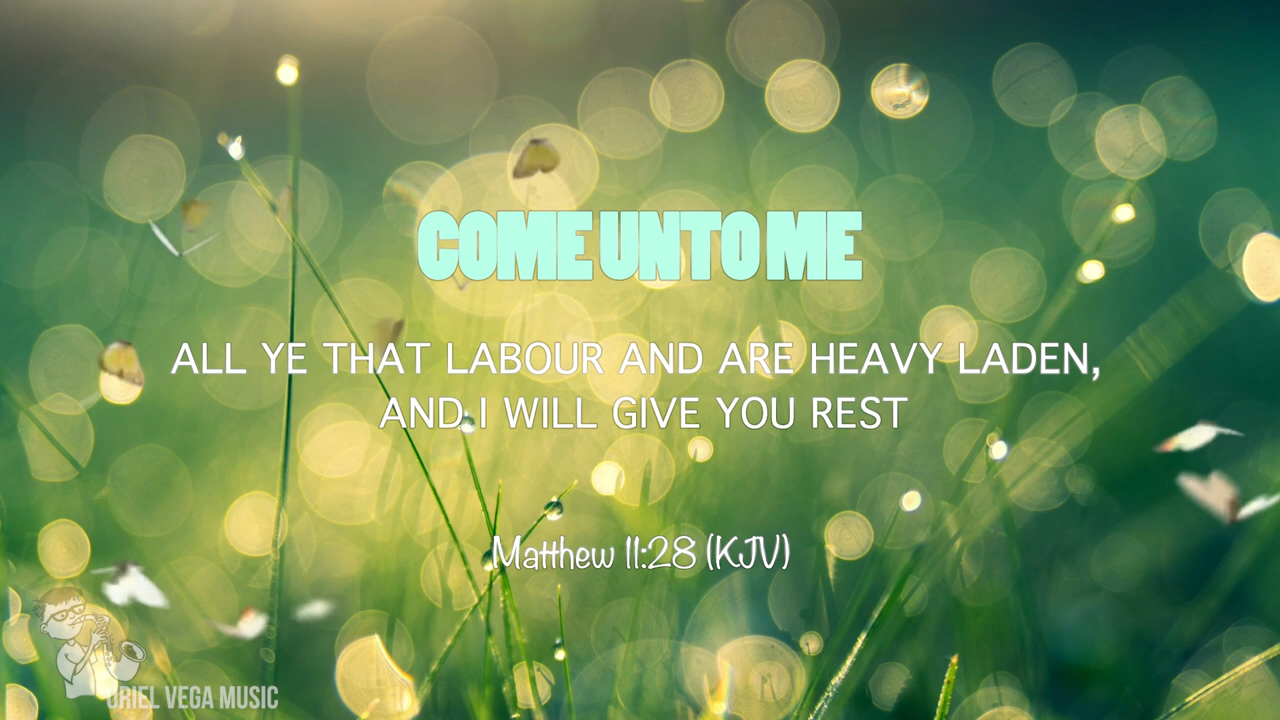 COME UNTO ME
ALL YE THAT LABOUR AND ARE HEAVY LADEN,
AND I WILL GIVE YOU REST
Matthew 11:28 (KJV)
URIEL VEGA MUSIC